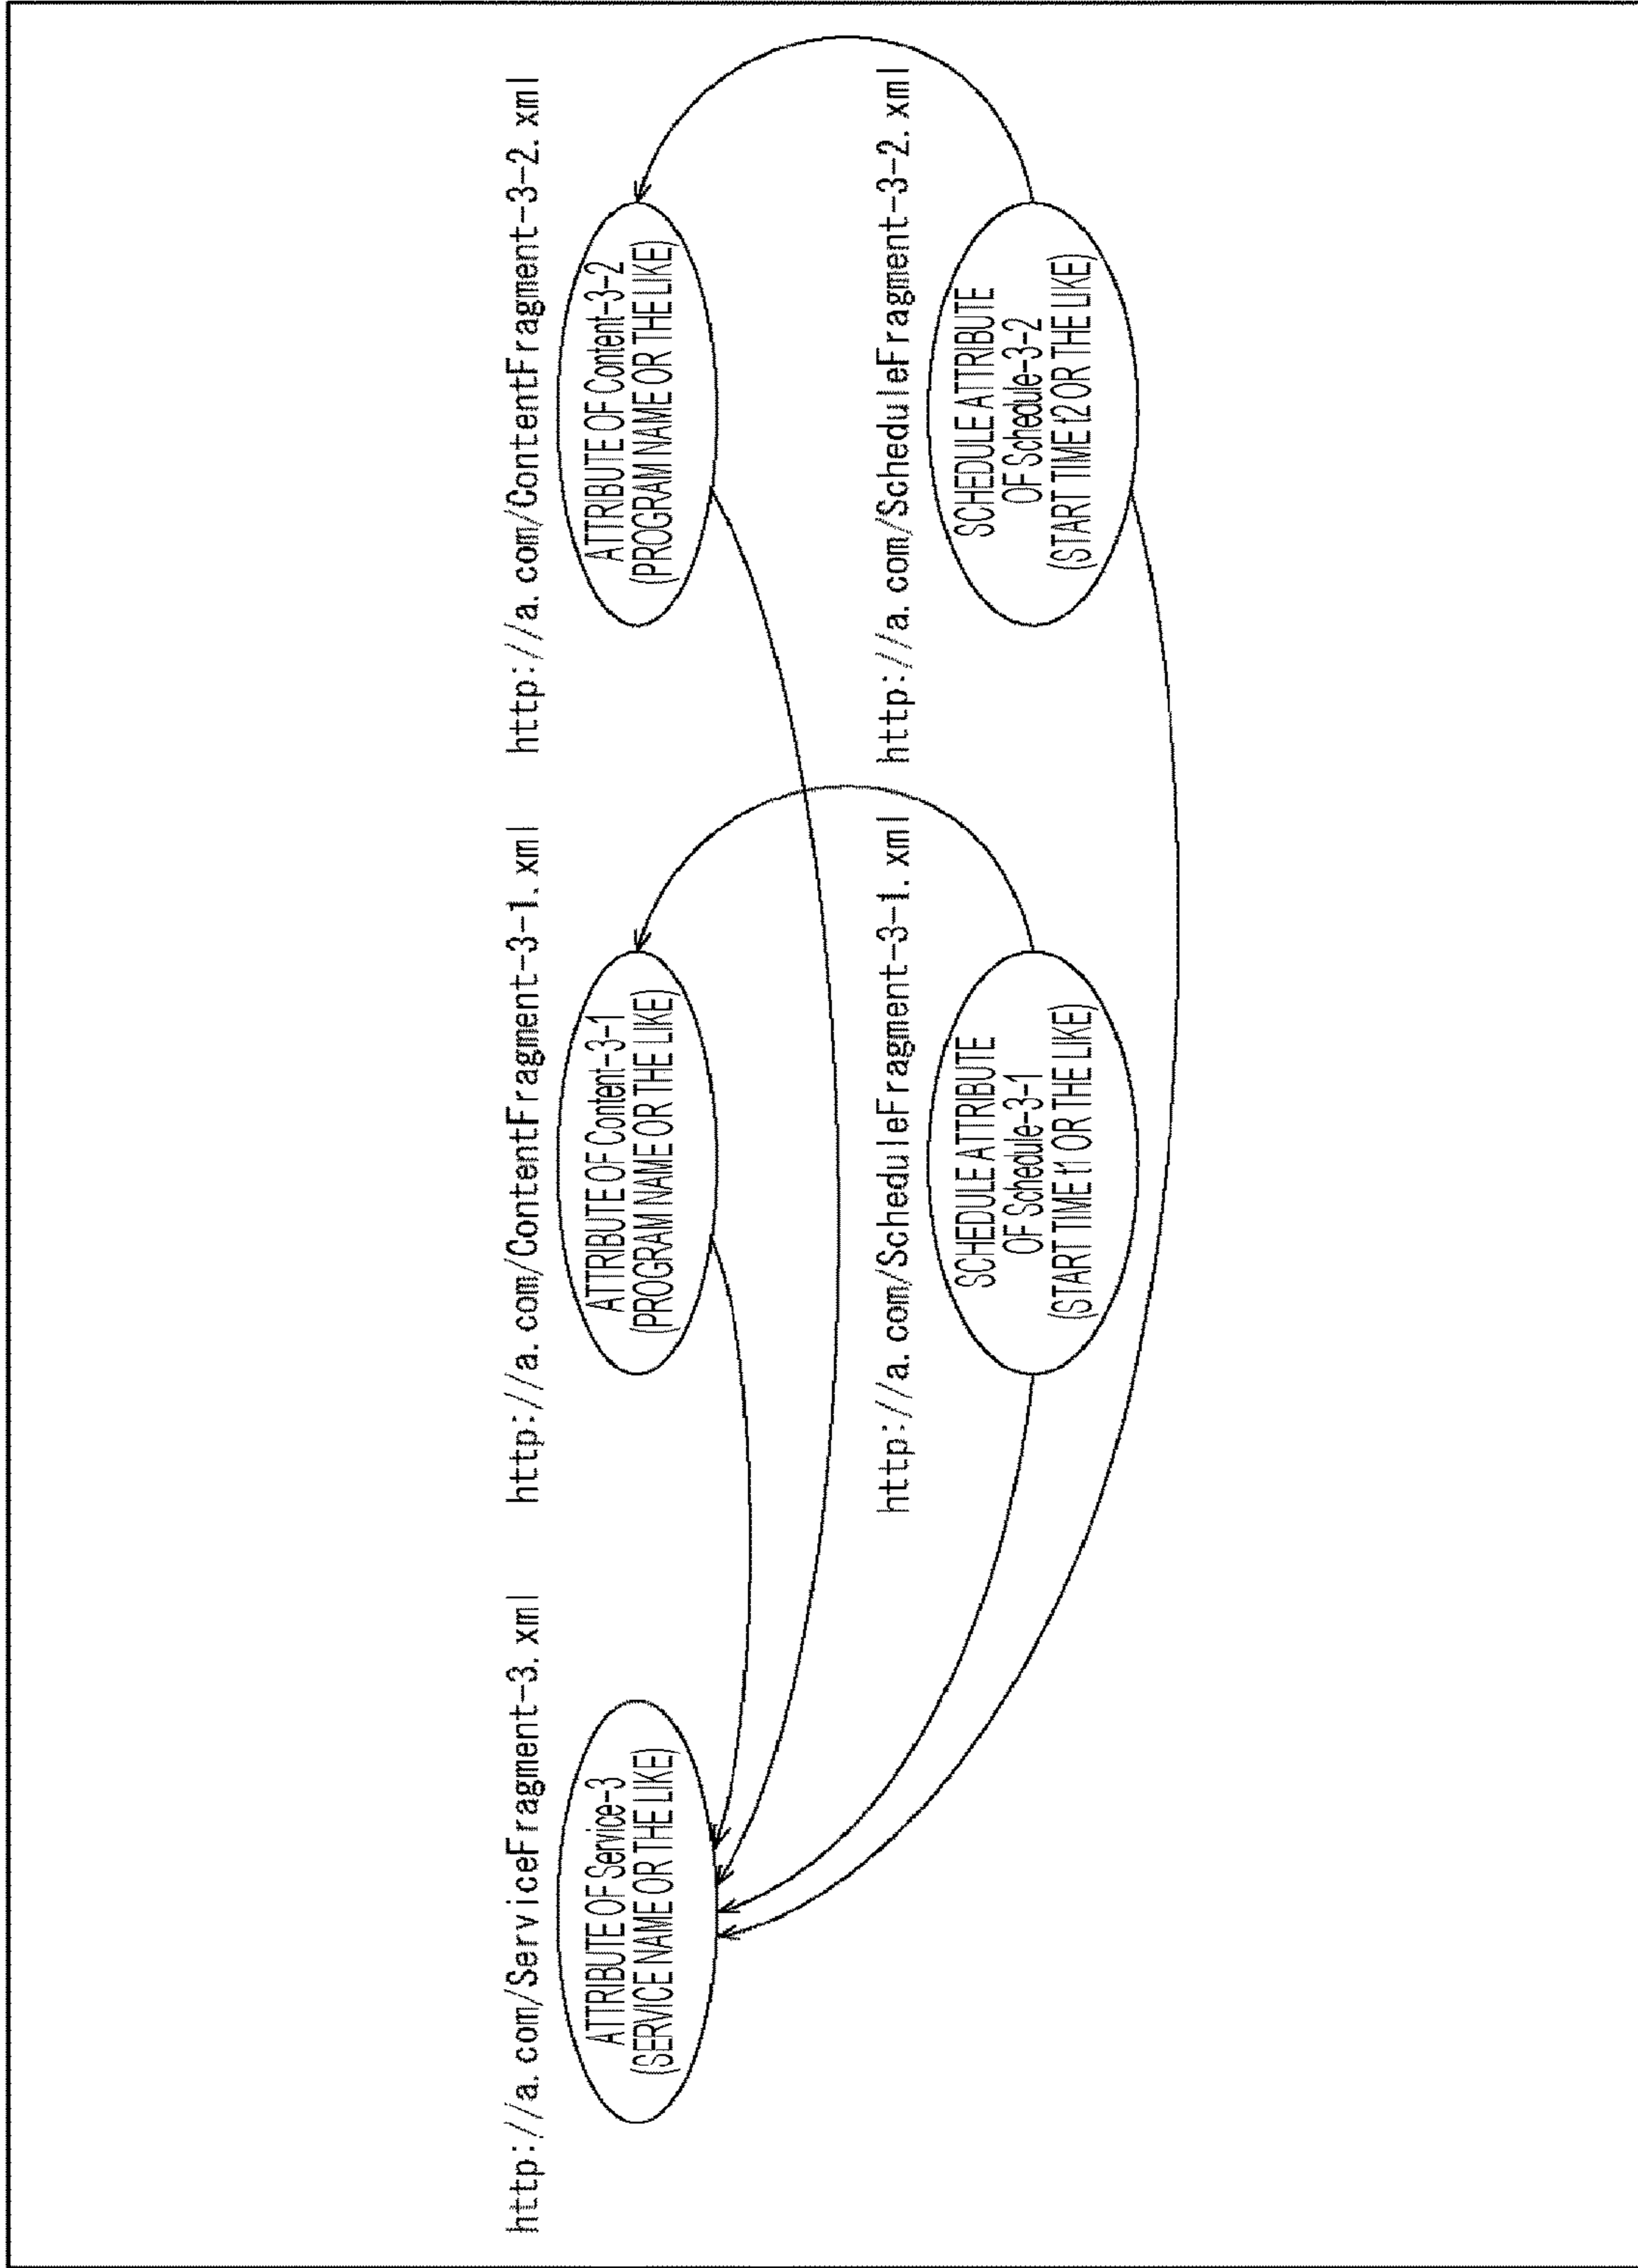 http://a.com/ServiceFragment-3.xml
ATTRIBUTE OF Service-3
(SERVICE NAME OR THE LIKE)
http://a.com/ContentFragment-3-1.xml
ATTRIBUTE OF Content-3-1
(PROGRAM NAME OR THE LIKE)
http://a.com/ContentFragment-3-2.xml
ATTRIBUTE OF Content-3-2
(PROGRAM NAME OR THE LIKE)
http://a.com/ScheduleFragment-3-1.xml
SCHEDULE ATTRIBUTE
OF Schedule-3-1
(START TIME t1 OR THE LIKE)
http://a.com/ScheduleFragment-3-2.xml
SCHEDULE ATTRIBUTE
OF Schedule-3-2
(START TIME t2 OR THE LIKE)